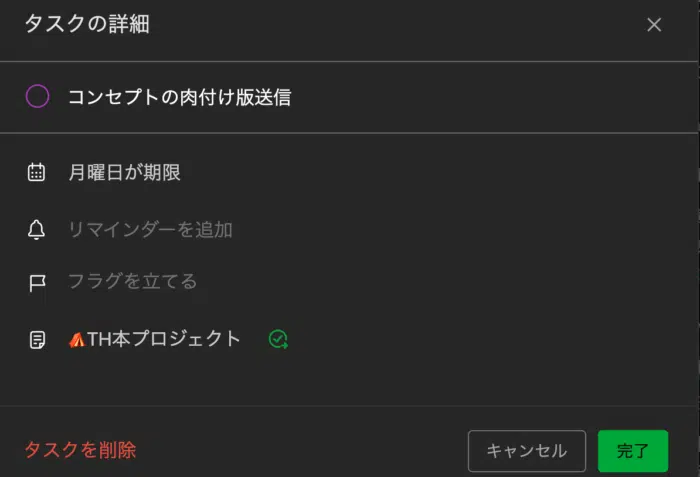 タスクの詳細
コンセプトの肉付け版送信
月曜日が期限
リマインダーを追加
フラグを立てる
TH本プロジェクト
タスクを削除
キャンセル
完了